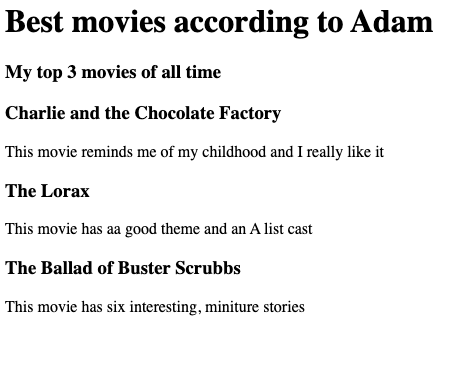 Best movies according to Adam
My top 3 movies of all time
Charlie and the Chocolate Factory
This movie reminds me of my childhood and I really like it
The Lorax
This movie has aa good theme and an A list cast
The Ballad of Buster Scrubbs
This movie has six interesting, miniture stories